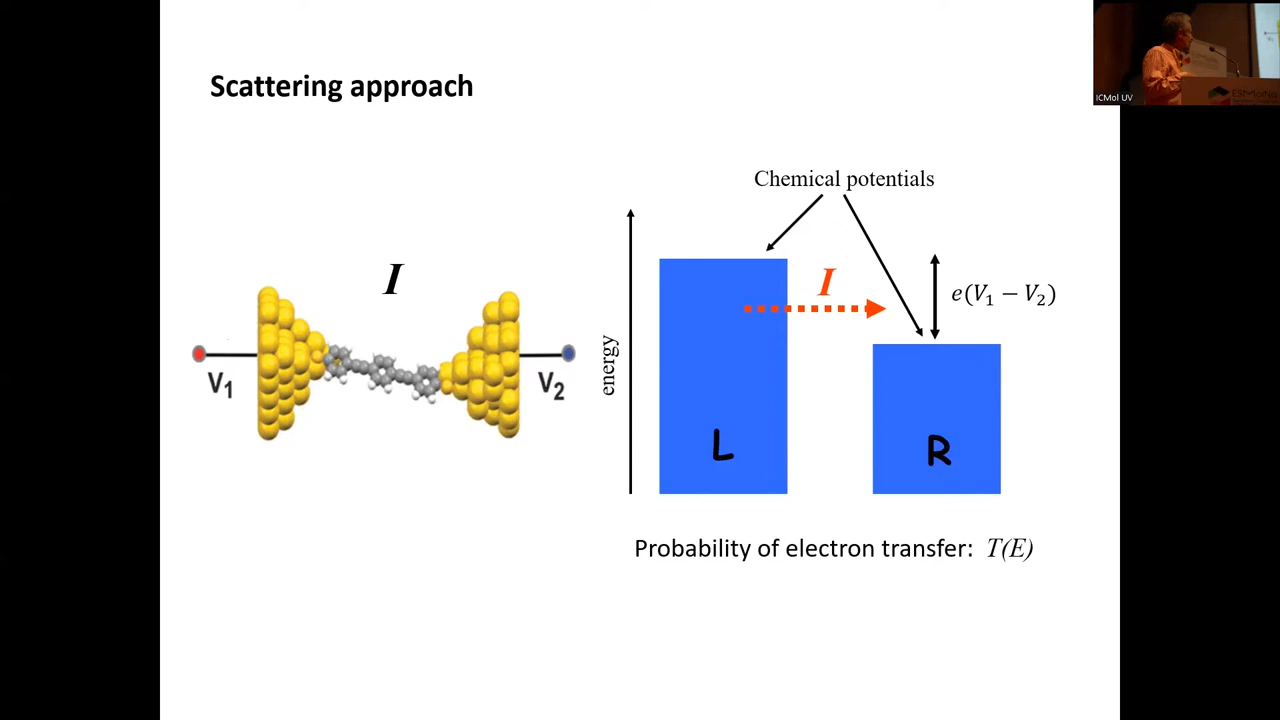 Scattering approach
ICMol UV
Chemical potentials
I
I
e(V₁ − V₂)
V₁
V₂
energy
L
R
Probability of electron transfer: T(E)